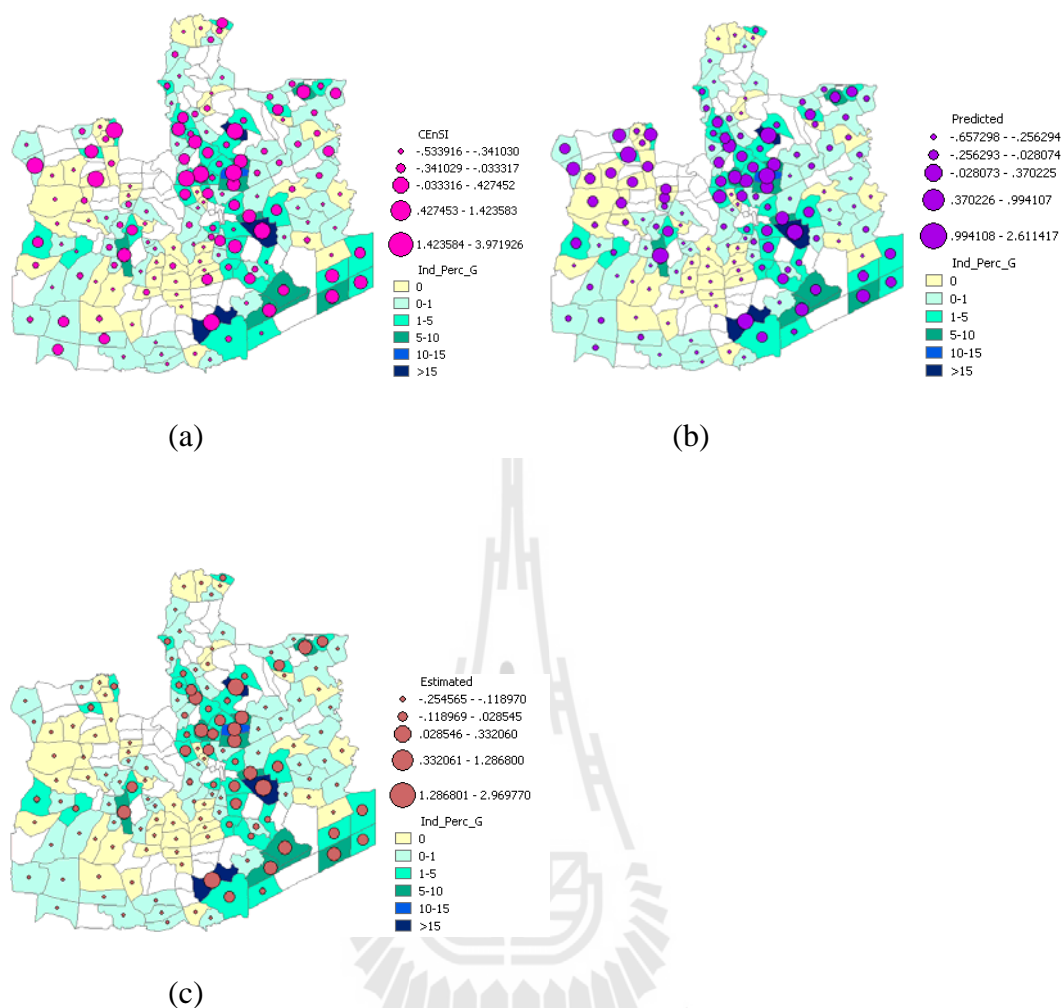 CEnSI
-.533916 - -.341030
-.341029 - -.033317
-.033316 - .427452
.427453 - 1.423583
1.423584 - 3.971926
Ind_Perc_G
0
0-1
1-5
5-10
10-15
>15
(a)
Predicted
-.657298 - -.256294
-.256293 - -.028074
-.028073 - .370225
.370226 - .994107
.994108 - 2.611417
Ind_Perc_G
0
0-1
1-5
5-10
10-15
>15
(b)
Estimated
-.254565 - -.118970
-.118969 - .028545
.028546 - .332060
.332061 - 1.286800
1.286801 - 2.969770
Ind_Perc_G
0
0-1
1-5
5-10
10-15
>15
(c)